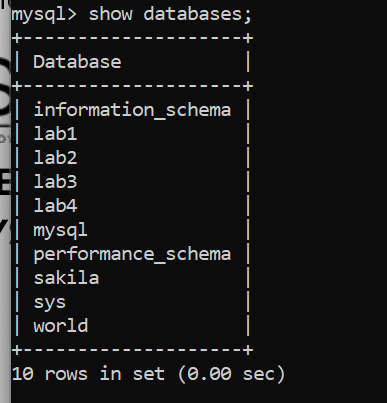 mysql> show databases;
+--------------------+
| Database           |
+--------------------+
| information_schema |
| lab1               |
| lab2               |
| lab3               |
| lab4               |
| mysql              |
| performance_schema |
| sakila             |
| sys                |
| world              |
+--------------------+
10 rows in set (0.00 sec)